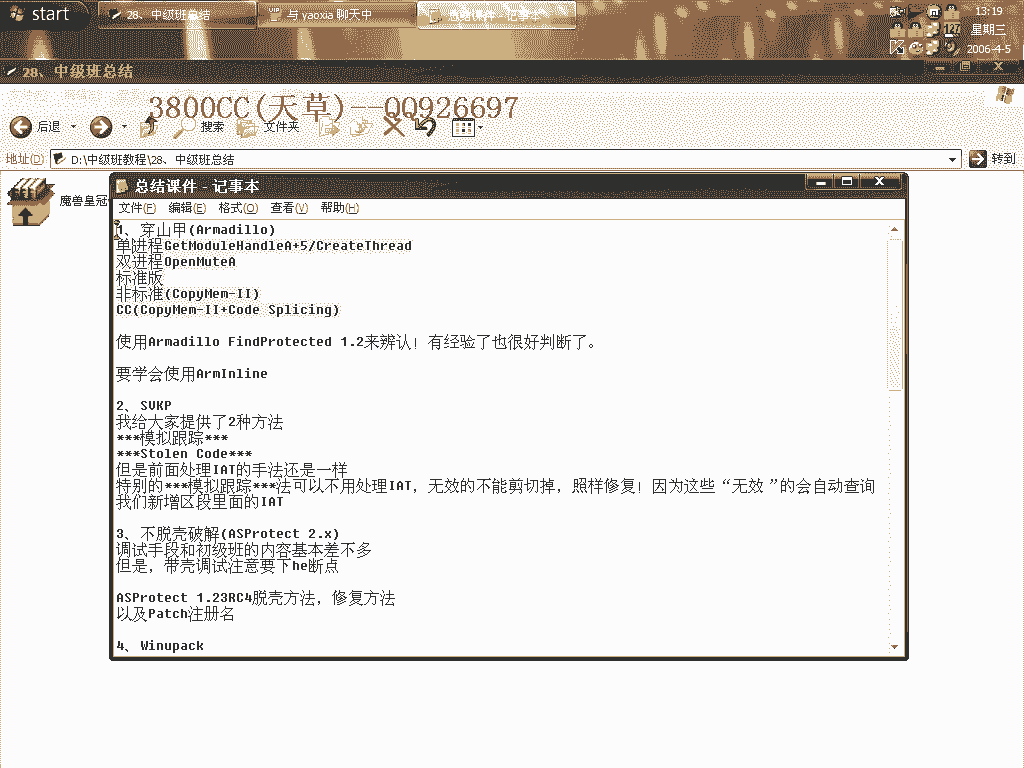 start
28、中级班总结
与 yaoxia 聊天中
总结课件 - 记事本
13:19
星期三
2006-4-5
28、中级班总结
3800CC(天草)--QQ926697
后退
搜索
文件夹
地址(D)
D:\中级班教程\28、中级班总结
转到
魔兽皇冠
总结课件 - 记事本
文件(F) 编辑(E) 格式(O) 查看(V) 帮助(H)
1、穿山甲(Armadillo)
单进程GetModuleHandleA+5/CreateThread
双进程OpenMuteA
标准版
非标准(CopyMem-II)
CC(CopyMem-II+Code Splicing)
使用Armadillo FindProtected 1.2来辨认！有经验了也很好判断了。
要学会使用ArmInline
2、SVKP
我给大家提供了2种方法
***模拟跟踪***
***Stolen Code***
但是前面处理IAT的手法还是一样
特别的***模拟跟踪***法可以不用处理IAT，无效的不能剪切掉，照样修复！因为这些“无效 ”的会自动查询
我们新增区段里面的IAT
3、不脱壳破解(ASProtect 2.x)
调试手段和初级班的内容基本差不多
但是，带壳调试注意要下he断点
ASProtect 1.23RC4脱壳方法，修复方法
以及Patch注册名
4、Winupack